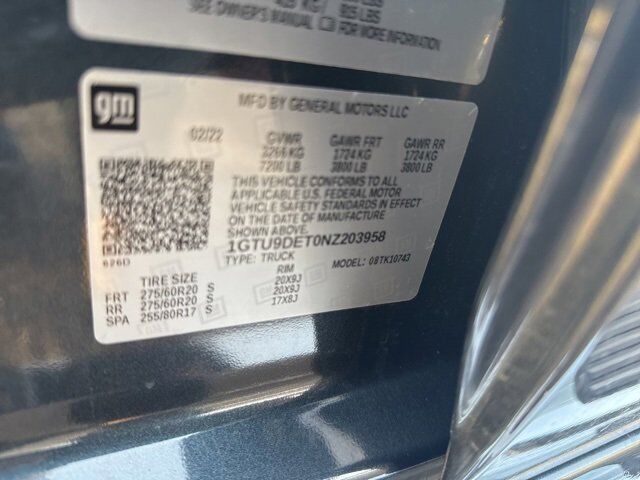 815 LBS
SEE OWNER'S MANUAL FOR MORE INFORMATION
gm
MFD BY GENERAL MOTORS LLC
02/22 GVWR GAWR FRT GAWR RR
3266 KG 1724 KG 1724 KG
7200 LB 3800 LB 3800 LB
THIS VEHICLE CONFORMS TO ALL
APPLICABLE U.S. FEDERAL MOTOR
VEHICLE SAFETY STANDARDS IN
EFFECT ON THE DATE OF MANUFACTURE
SHOWN ABOVE.
1GTU9DET0NZ203958
626D
TYPE: TRUCK MODEL: 08TK10743
TIRE SIZE RIM
FRT 275/60R20 S 20X9J
RR 275/60R20 S 20X9J
SPA 255/80R17 S 17X8J